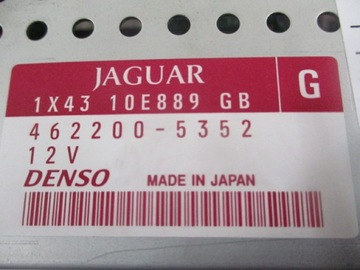 JAGUAR
1X43 10E889 GB
G
462200-5352
12V
DENSO MADE IN JAPAN